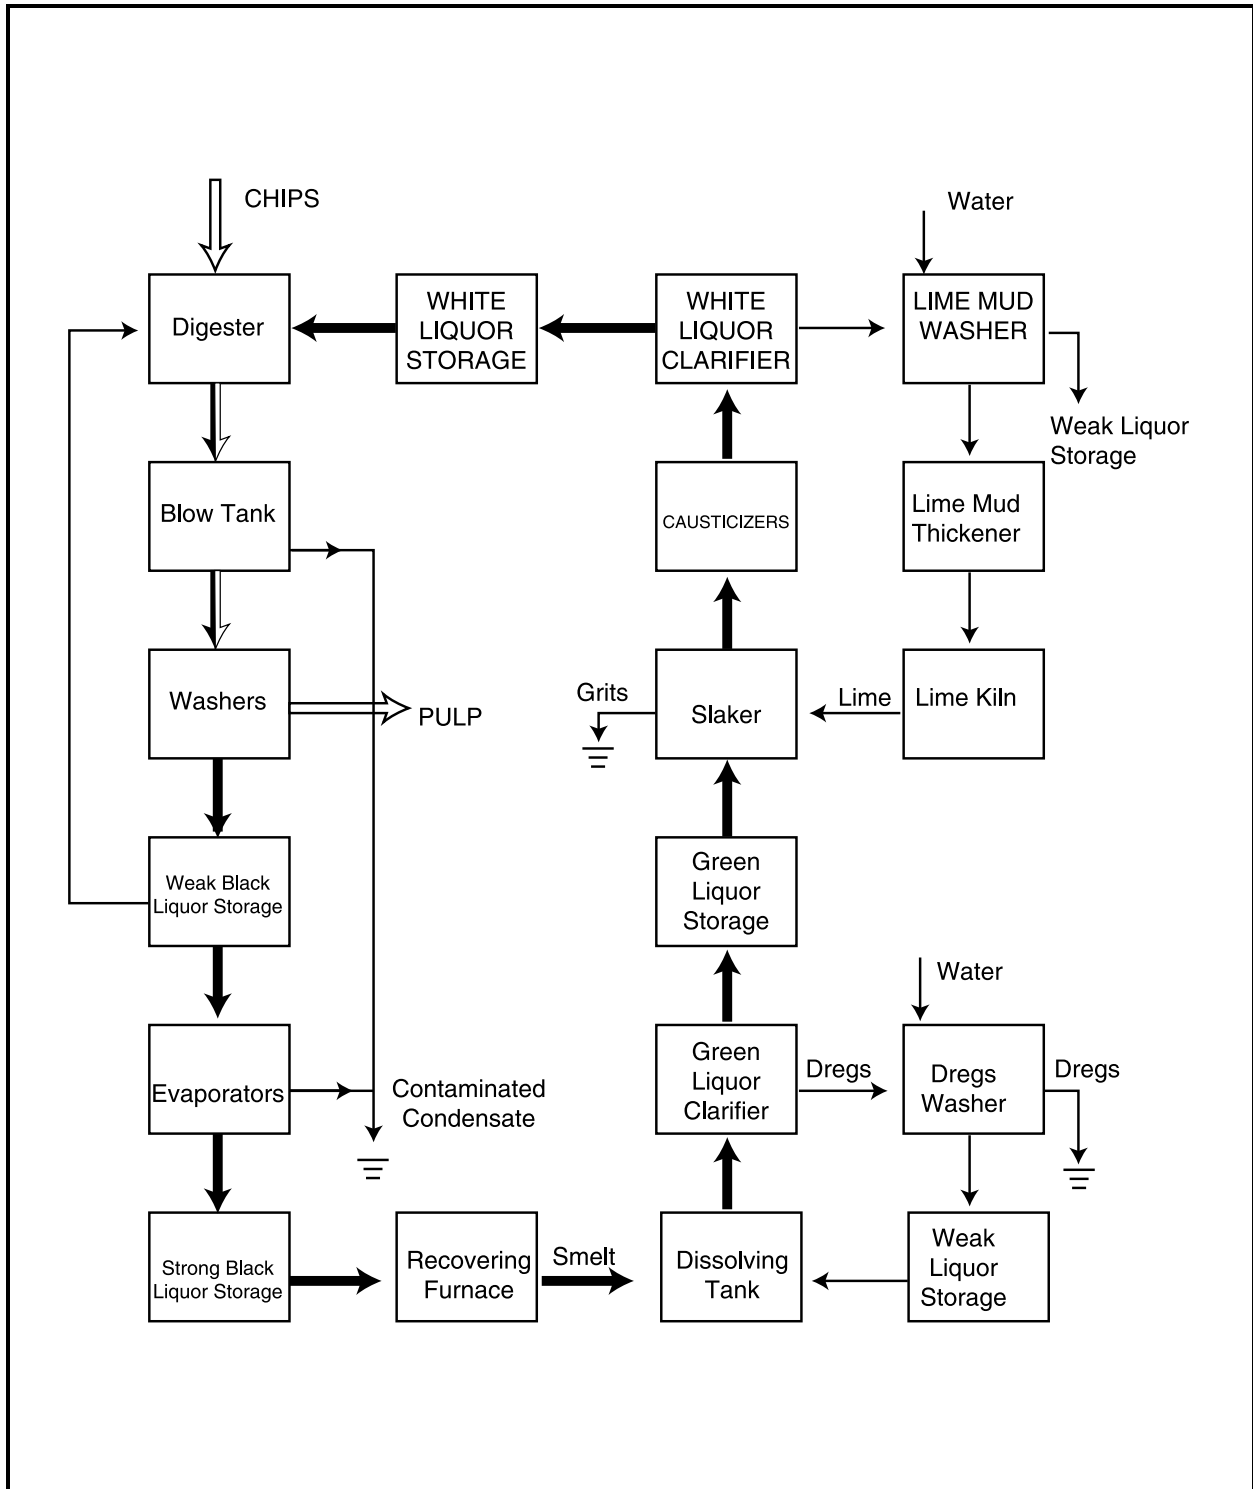 CHIPS
Water
Digester
WHITE
LIQUOR
STORAGE
WHITE
LIQUOR
CLARIFIER
LIME MUD
WASHER
Weak Liquor
Storage
Blow Tank
CAUSTICIZERS
Lime Mud
Thickener
Washers
PULP
Grits
Slaker
Lime
Lime Kiln
Weak Black
Liquor Storage
Green
Liquor
Storage
Water
Evaporators
Contaminated
Condensate
Green
Liquor
Clarifier
Dregs
Dregs
Washer
Dregs
Strong Black
Liquor Storage
Recovering
Furnace
Smelt
Dissolving
Tank
Weak
Liquor
Storage